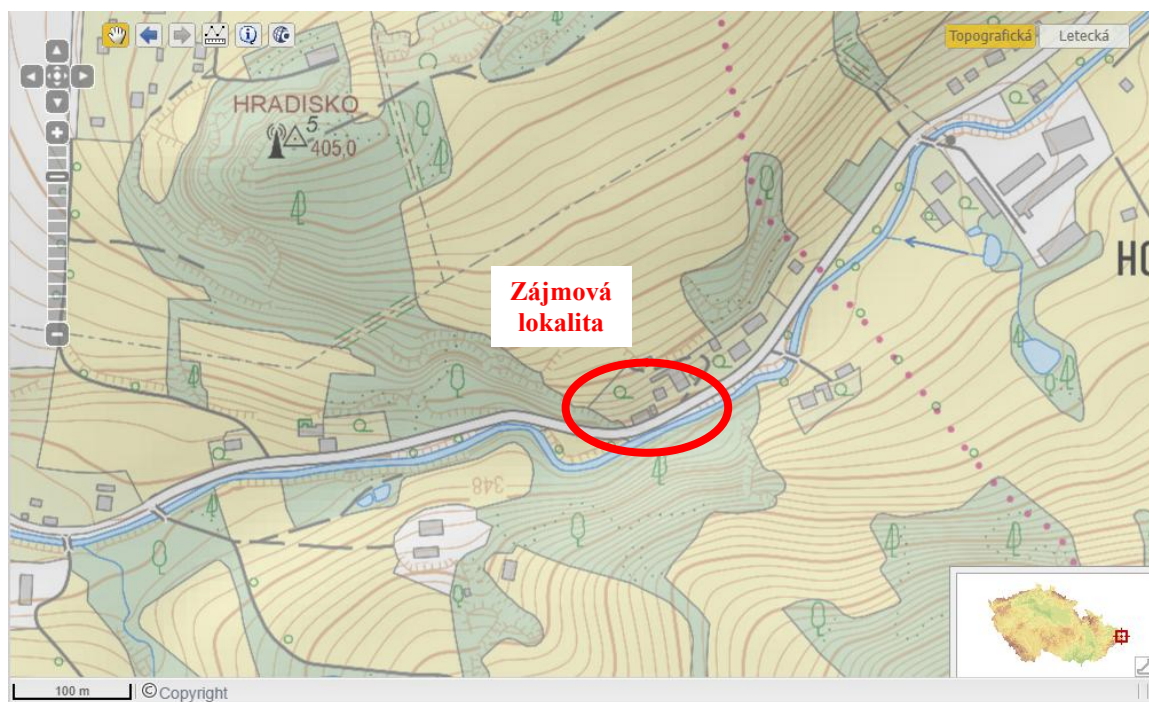 Topografická
Letecká
HRADISKO
5
405,0
HO
Zájmová
lokalita
348
100 m
©Copyright